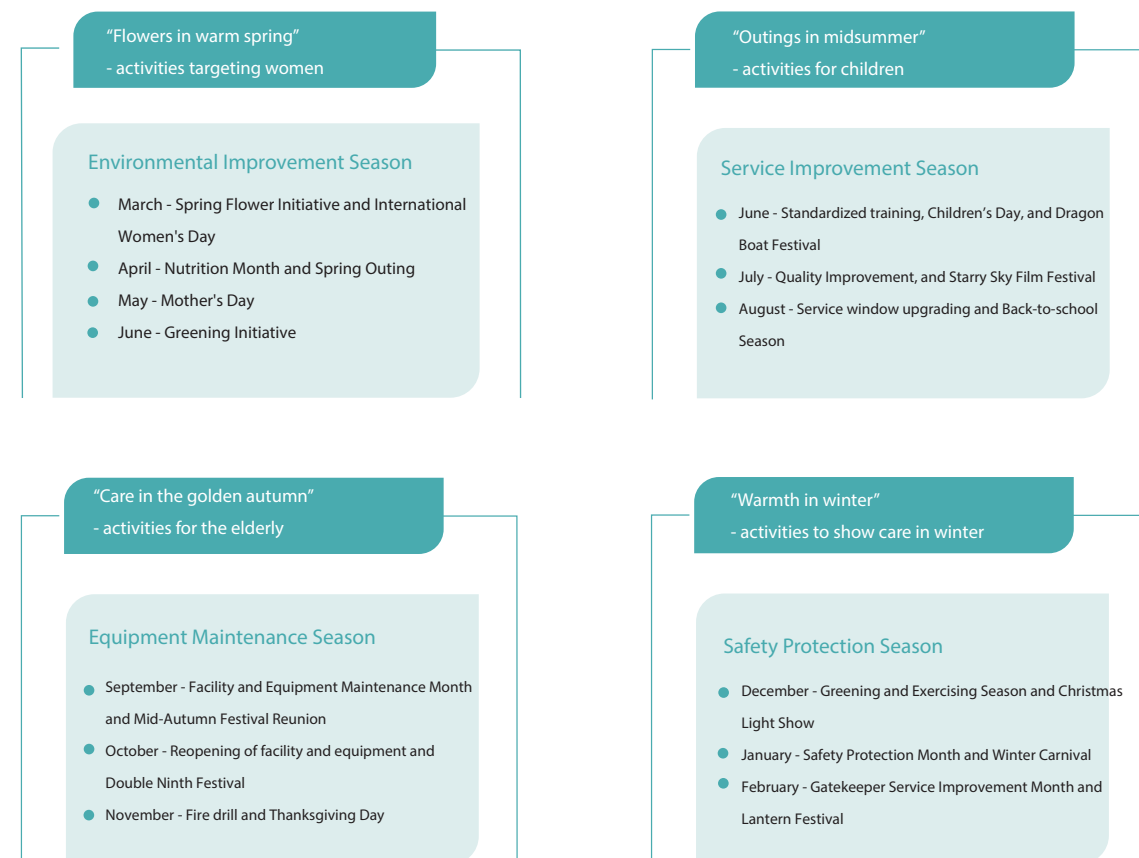 “Flowers in warm spring”
- activities targeting women
Environmental Improvement Season
March - Spring Flower Initiative and International
Women's Day
April - Nutrition Month and Spring Outing
May - Mother's Day
June - Greening Initiative
“Outings in midsummer”
- activities for children
Service Improvement Season
June - Standardized training, Children’s Day, and Dragon
Boat Festival
July - Quality Improvement, and Starry Sky Film Festival
August - Service window upgrading and Back-to-school
Season
“Care in the golden autumn”
- activities for the elderly
Equipment Maintenance Season
September - Facility and Equipment Maintenance Month
and Mid-Autumn Festival Reunion
October - Reopening of facility and equipment and
Double Ninth Festival
November - Fire drill and Thanksgiving Day
“Warmth in winter”
- activities to show care in winter
Safety Protection Season
December - Greening and Exercising Season and Christmas
Light Show
January - Safety Protection Month and Winter Carnival
February - Gatekeeper Service Improvement Month and
Lantern Festival